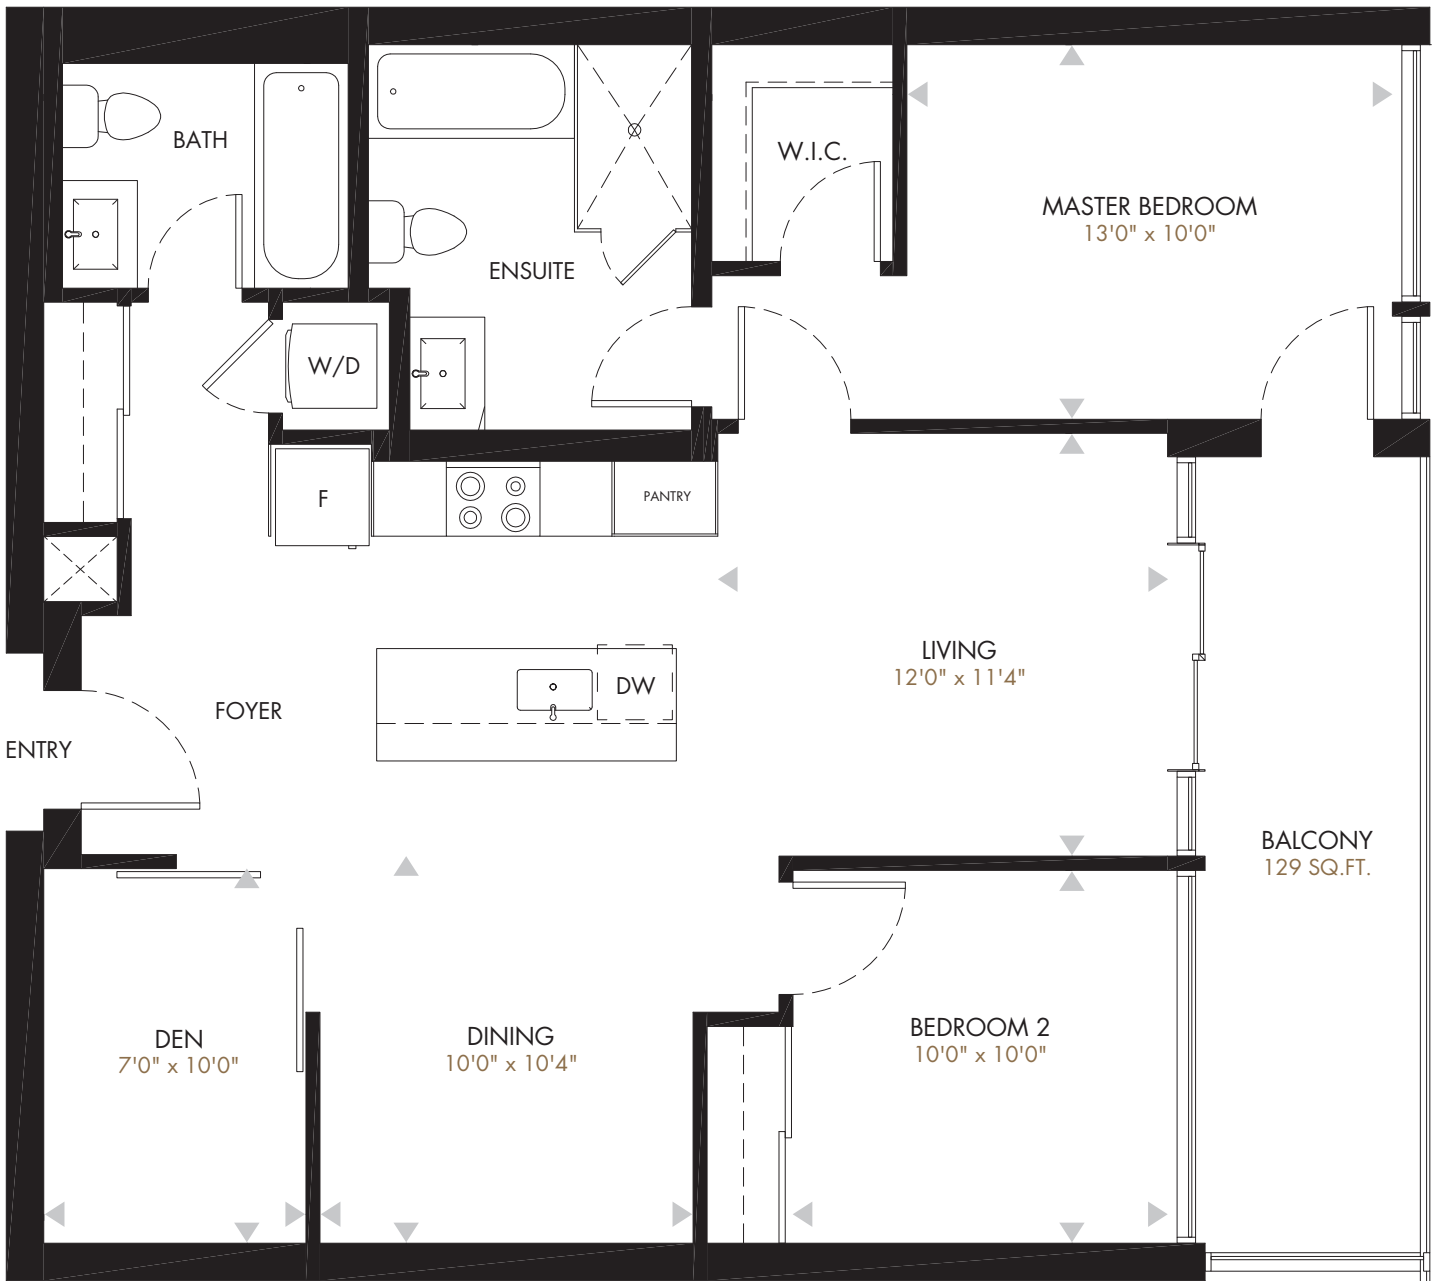 BATH
W.I.C.
MASTER BEDROOM
13'0" x 10'0"
ENSUITE
W/D
F
PANTRY
LIVING
12'0" x 11'4"
DW
FOYER
ENTRY
BALCONY
129 SQ.FT.
DEN
7'0" x 10'0"
DINING
10'0" x 10'4"
BEDROOM 2
10'0" x 10'0"